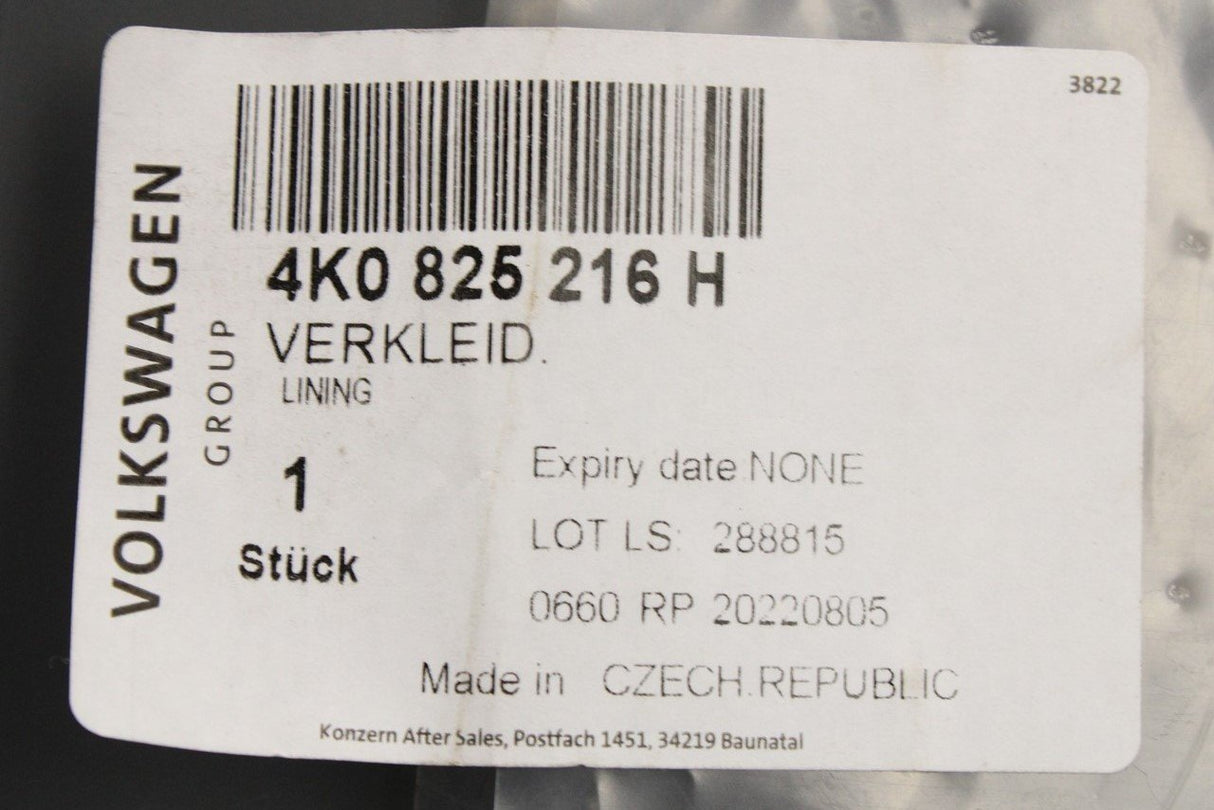 3822
VOLKSWAGEN
GROUP
4K0 825 216 H
VERKLEID.
LINING
1
Stück
Expiry date NONE
LOT LS: 288815
0660 RP 20220805
Made in CZECH.REPUBLIC
Konzern After Sales, Postfach 1451, 34219 Baunatal